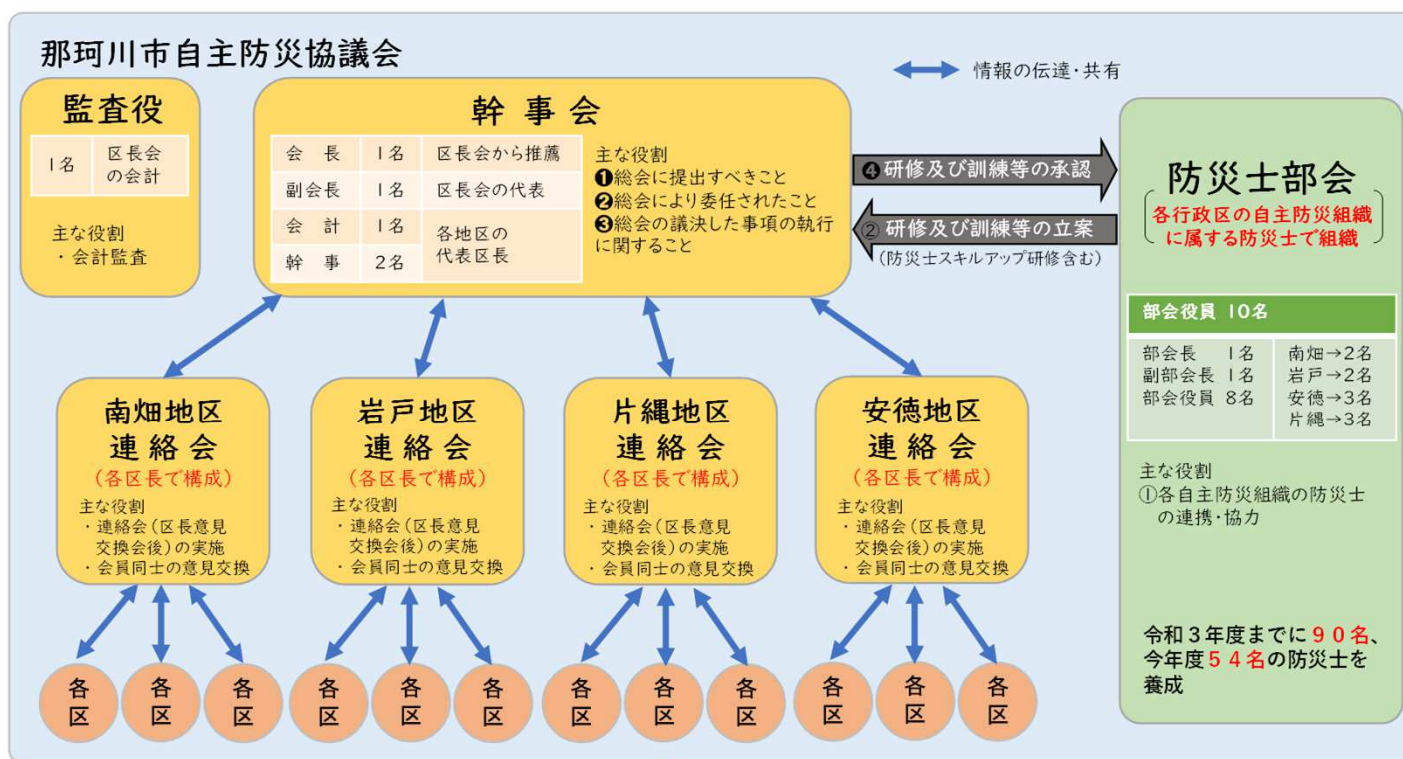 那珂川市自主防災協議会
情報の伝達・共有
監査役
1名
区長会
の会計
主な役割
・会計監査
幹事会
会　長　1名　区長会から推薦
副会長　1名　区長会の代表
会　計　1名
幹　事　2名
各地区の
代表区長
主な役割
❶総会に提出すべきこと
❷総会により委任されたこと
❸総会の議決した事項の執行
に関すること
❹研修及び訓練等の承認
②研修及び訓練等の立案
(防災士スキルアップ研修含む)
防災士部会
各行政区の自主防災組織
に属する防災士で組織
部会役員 10名
部会長　1名
副部会長 1名
部会役員 8名
南畑→2名
岩戸→2名
安徳→3名
片縄→3名
主な役割
①各自主防災組織の防災士
の連携・協力
令和3年度までに90名、
今年度54名の防災士を
養成
南畑地区
連絡会
(各区長で構成)
主な役割
・連絡会(区長意見
交換会後)の実施
・会員同士の意見交換
岩戸地区
連絡会
(各区長で構成)
主な役割
・連絡会(区長意見
交換会後)の実施
・会員同士の意見交換
片縄地区
連絡会
(各区長で構成)
主な役割
・連絡会(区長意見
交換会後)の実施
・会員同士の意見交換
安徳地区
連絡会
(各区長で構成)
主な役割
・連絡会(区長意見
交換会後)の実施
・会員同士の意見交換
各区
各区
各区
各区
各区
各区
各区
各区
各区
各区
各区
各区